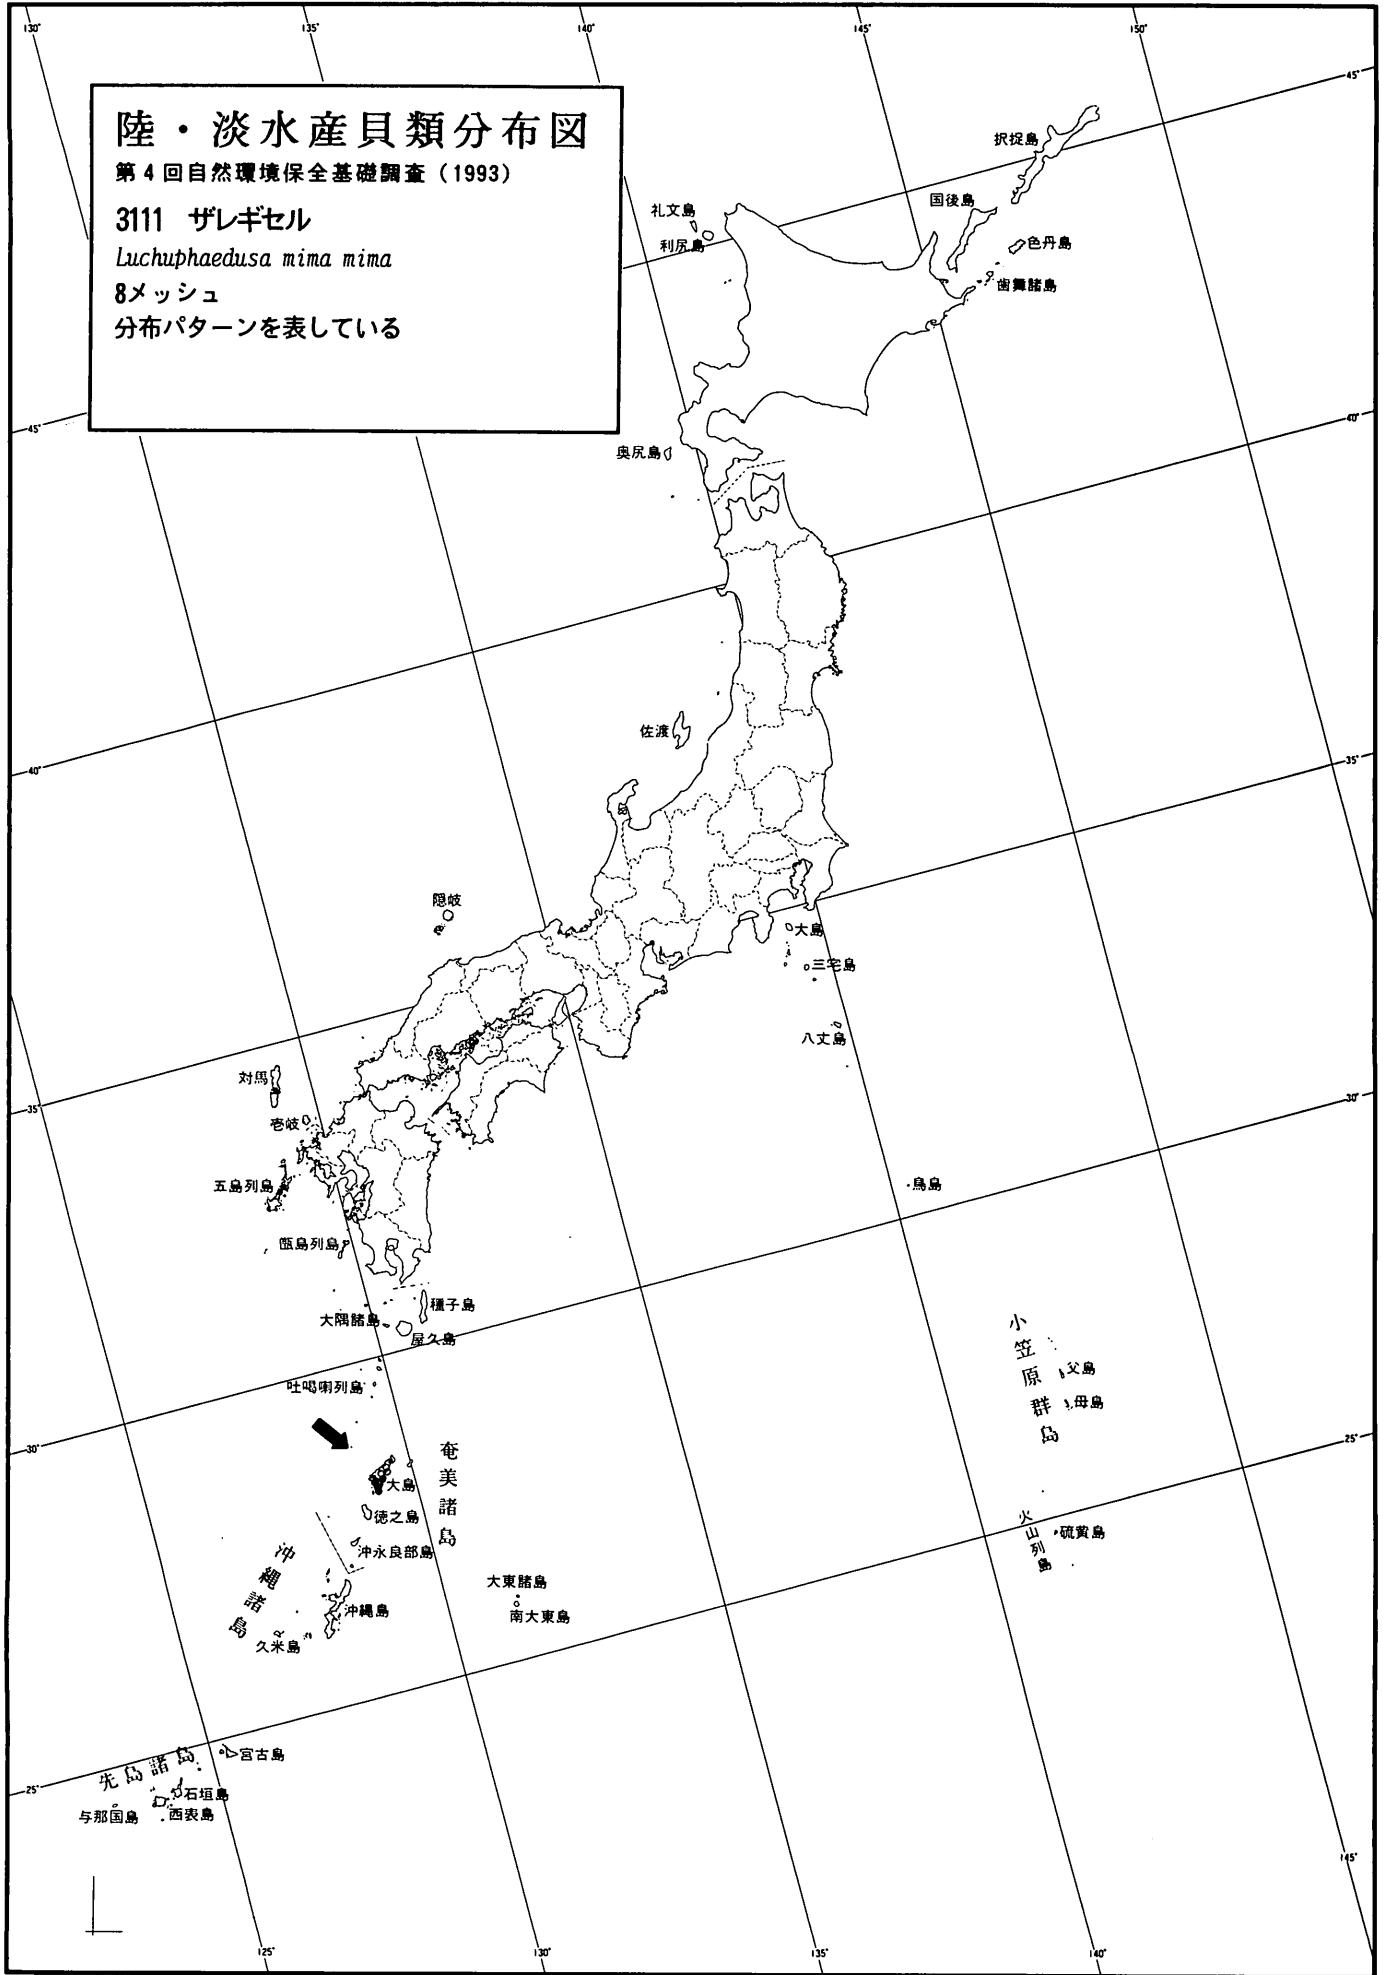 130°
135°
140°
145°
150°
陸・淡水産貝類分布図
第4回自然環境保全基礎調査(1993)
3111 ザレギセル
Luchuphaedusa mima mima
8メッシュ
分布パターンを表している
45°
択捉島
国後島
礼文島
利尻島
色丹島
歯舞諸島
40°
45°
奥尻島
佐渡
40°
35°
隠岐
大島
三宅島
八丈島
対馬
35°
壱岐
30°
五島列島
鳥島
甑島列島
種子島
大隅諸島
屋久島
小笠原群島
父島
母島
吐噶喇列島
30°
25°
奄美諸島
大島
徳之島
沖永良部島
火山列島
硫黄島
沖縄諸島
大東諸島
南大東島
沖縄島
久米島
先島諸島
宮古島
25°
石垣島
与那国島
西表島
145°
125°
130°
135°
140°